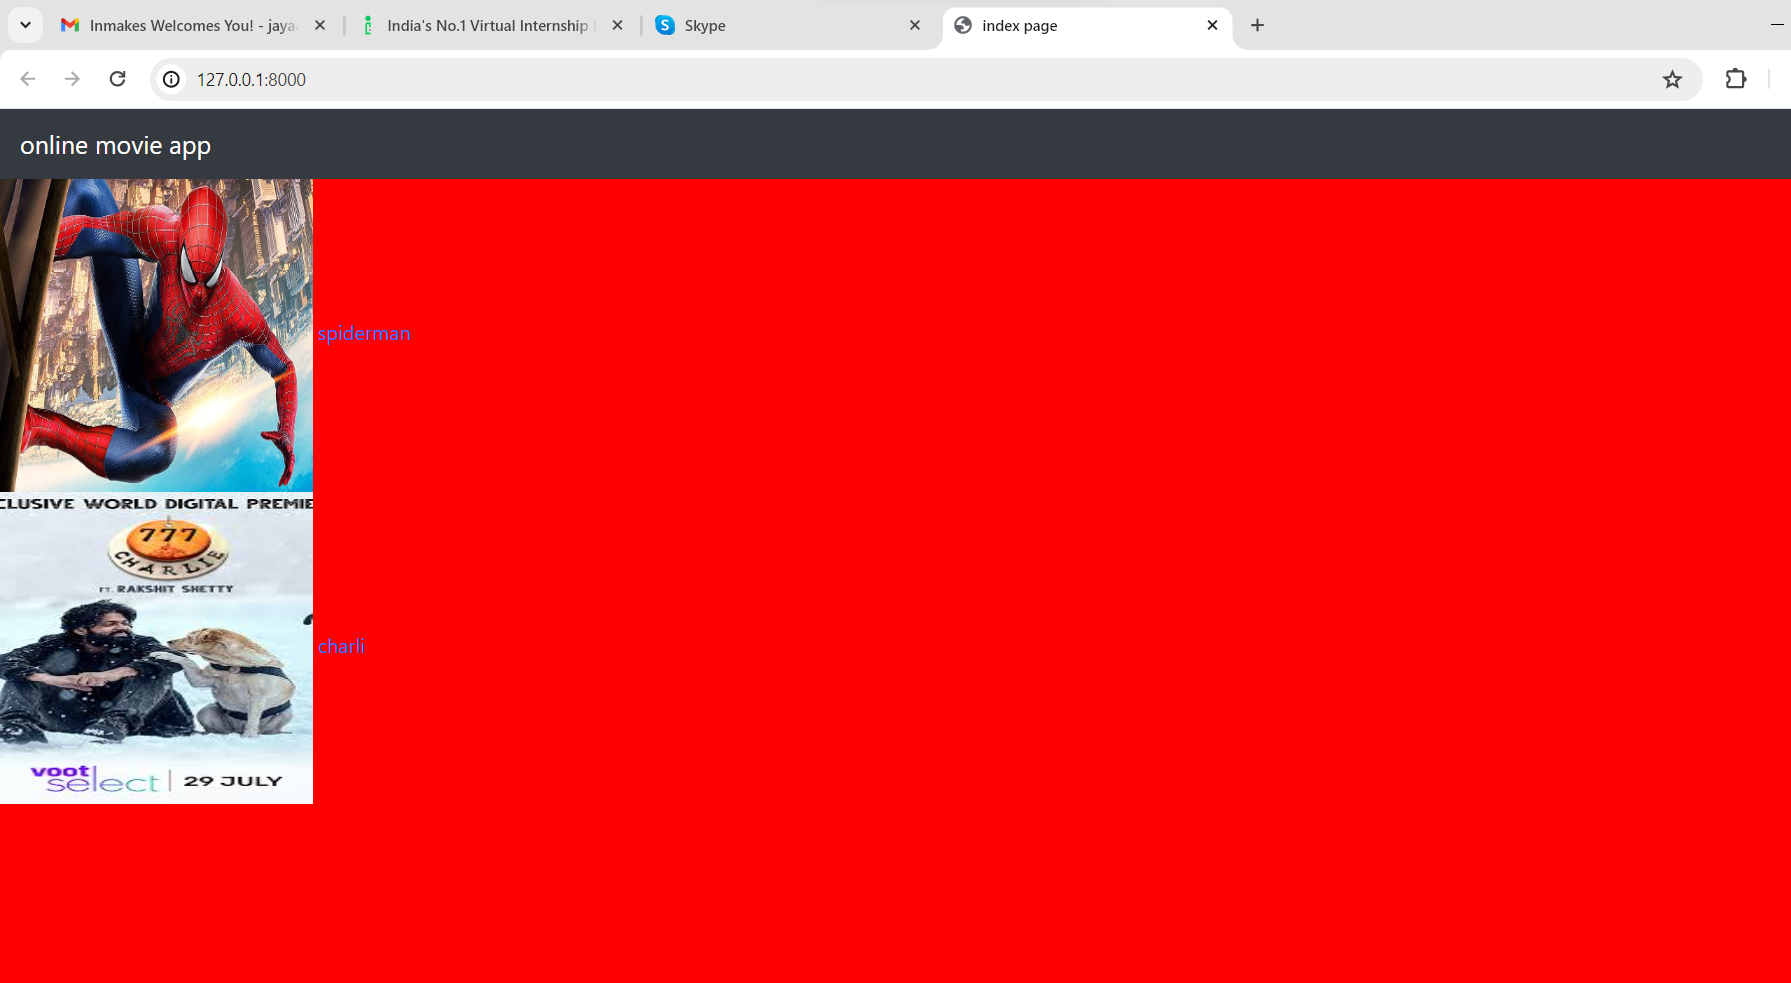 Inmakes Welcomes You! - jaya
India's No.1 Virtual Internship
Skype
index page
127.0.0.1:8000
online movie app
spiderman
CLUSIVE WORLD DIGITAL PREMIE
777
CHARLIE
FT. RAKSHIT SHETTY
charli
voot
select | 29 JULY